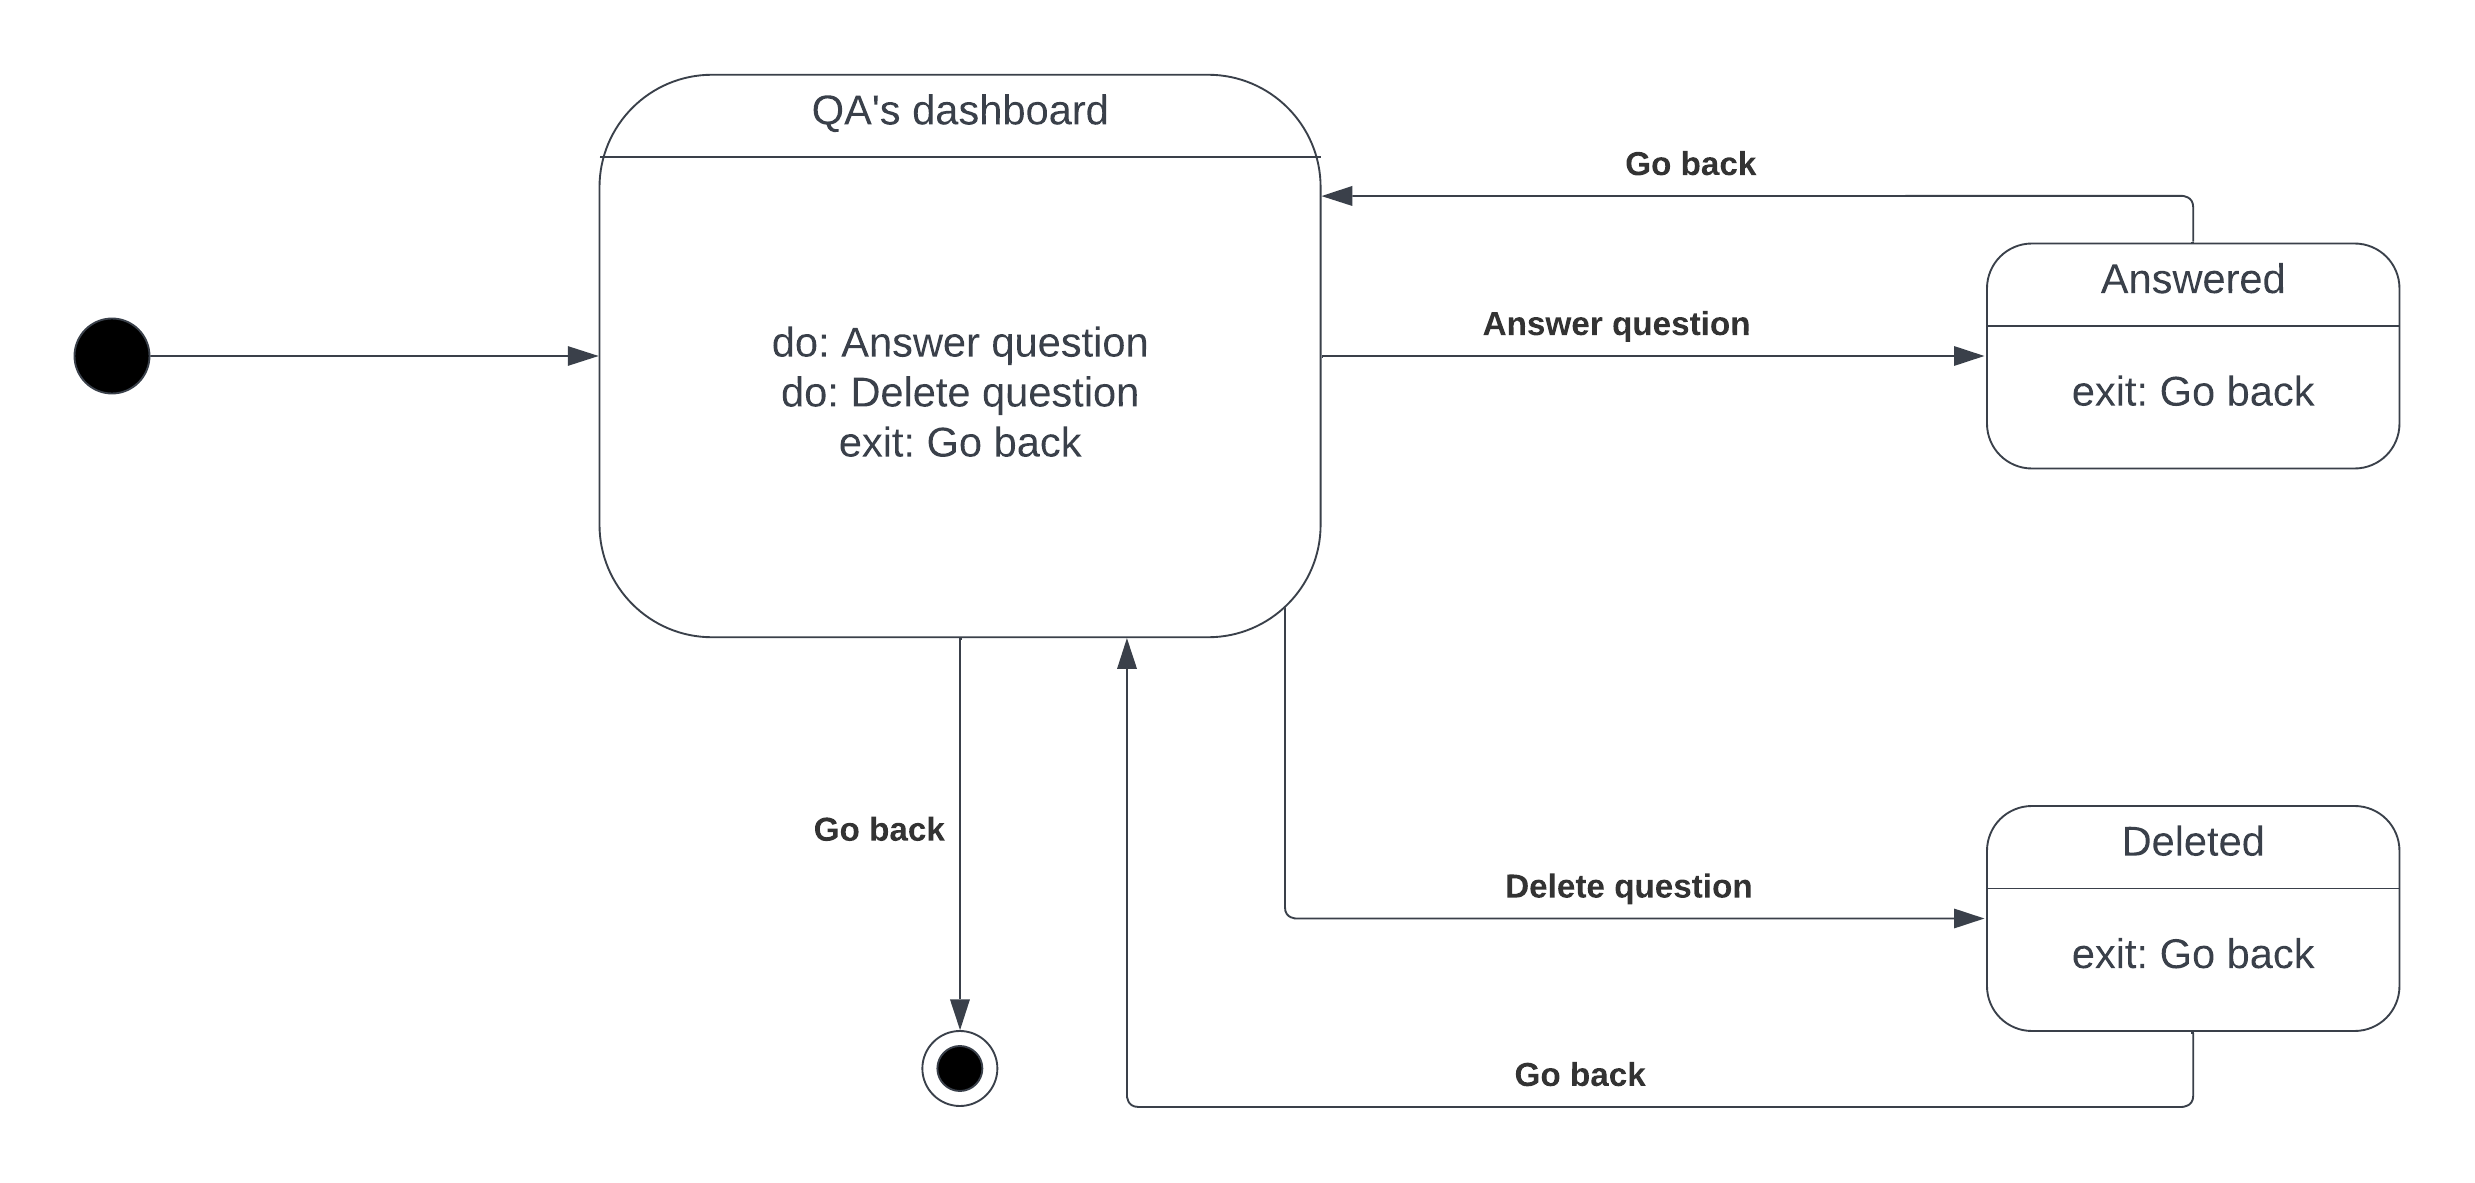 QA's dashboard
do: Answer question
do: Delete question
exit: Go back
Go back
Answer question
Answered
exit: Go back
Go back
Delete question
Deleted
exit: Go back
Go back